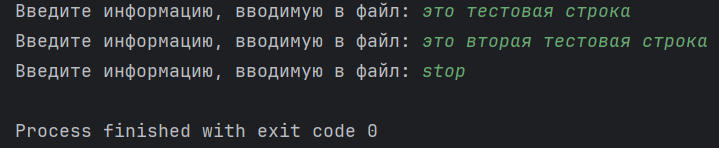 Введите информацию, вводимую в файл: это тестовая строка
Введите информацию, вводимую в файл: это вторая тестовая строка
Введите информацию, вводимую в файл: stop
Process finished with exit code 0